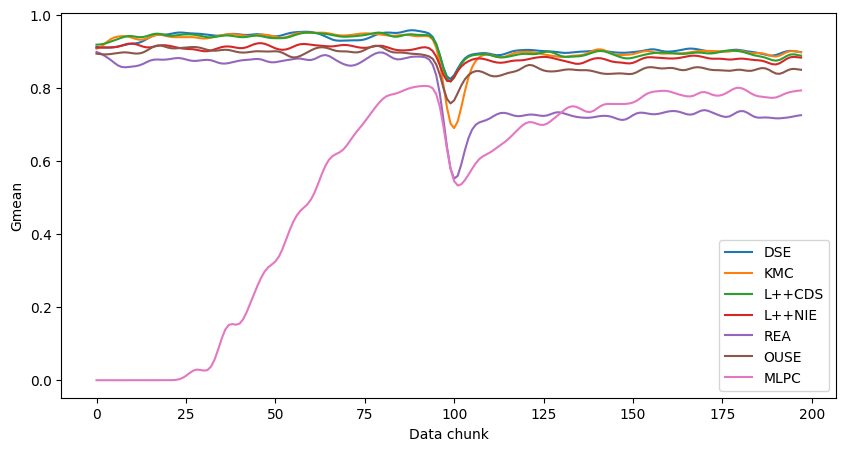 1.0
0.8
0.6
0.4
0.2
0.0
Gmean
0
25
50
75
100
125
150
175
200
Data chunk
DSE
KMC
L++CDS
L++NIE
REA
OUSE
MLPC